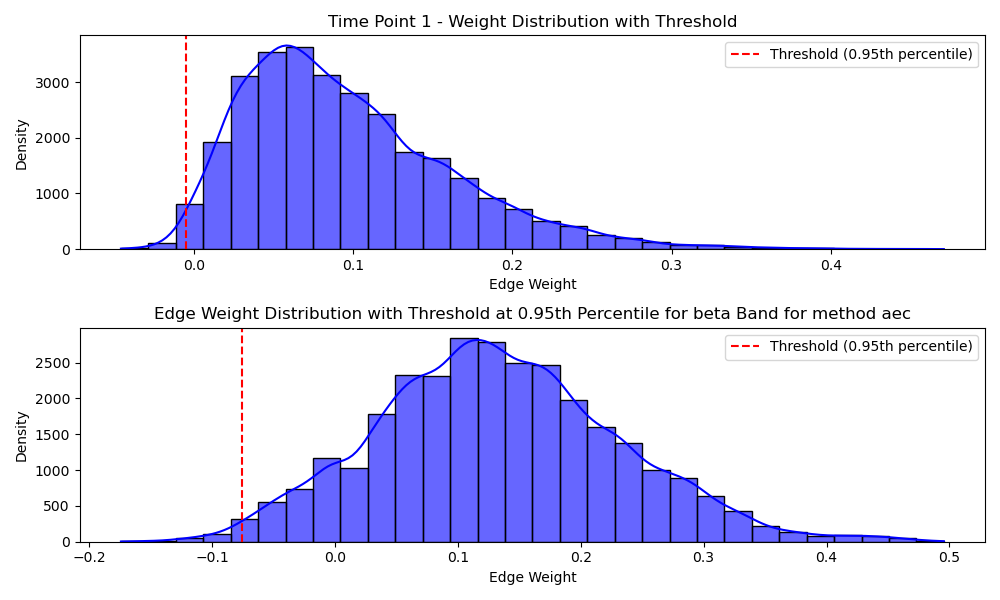 Time Point 1 - Weight Distribution with Threshold
Threshold (0.95th percentile)
Density
3000
2000
1000
0
0.0 0.1 0.2 0.3 0.4
Edge Weight
Edge Weight Distribution with Threshold at 0.95th Percentile for beta Band for method aec
Threshold (0.95th percentile)
Density
2500
2000
1500
1000
500
0
−0.2 −0.1 0.0 0.1 0.2 0.3 0.4 0.5
Edge Weight